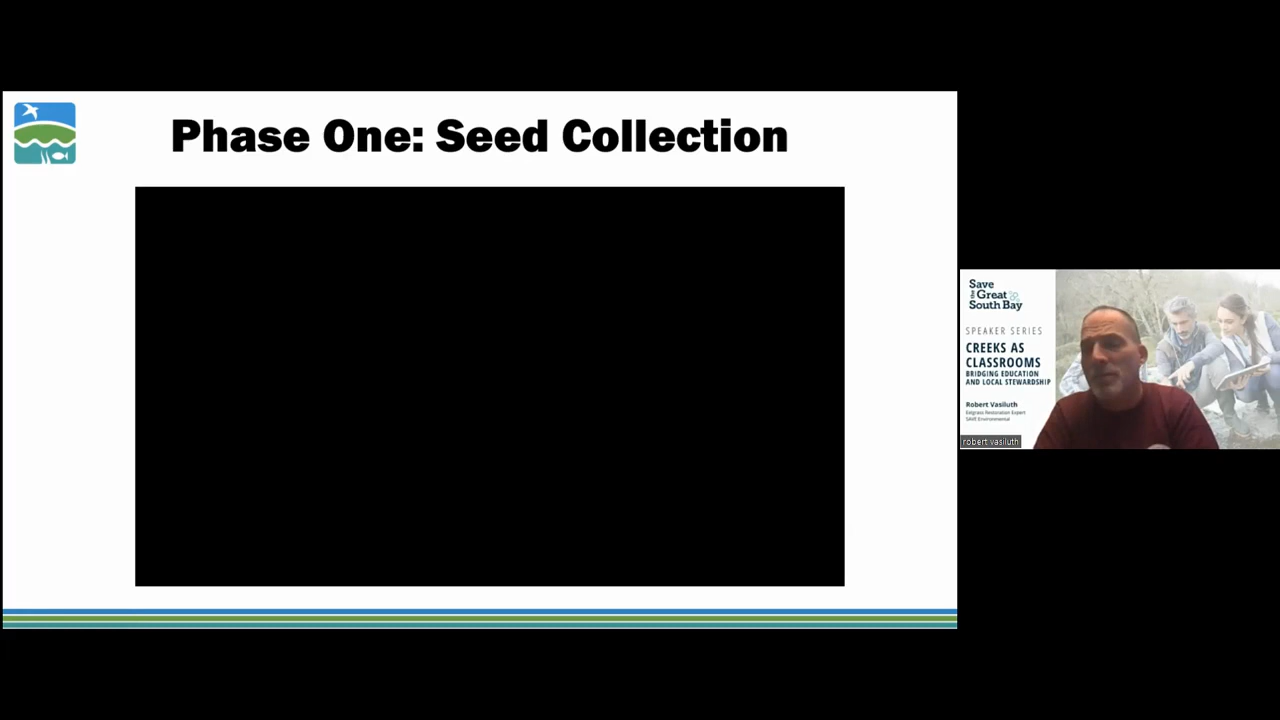 Phase One: Seed Collection
Save
the Great
South Bay
SPEAKER SERIES
CREEKS AS
CLASSROOMS
BRIDGING EDUCATION
AND LOCAL STEWARDSHIP
Robert Vasiluth
Eelgrass Restoration Expert
SAVE Environmental
robert vasiluth